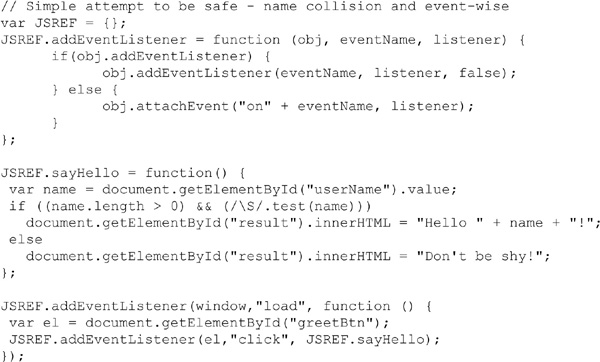 // Simple attempt to be safe - name collision and event-wise
var JSREF = {};
JSREF.addEventListener = function (obj, eventName, listener) {
      if(obj.addEventListener) {
            obj.addEventListener(eventName, listener, false);
      } else {
            obj.attachEvent("on" + eventName, listener);
      }
};

JSREF.sayHello = function() {
 var name = document.getElementById("userName").value;
 if ((name.length > 0) && (/\S/.test(name)))
   document.getElementById("result").innerHTML = "Hello " + name + "!";
 else
   document.getElementById("result").innerHTML = "Don't be shy!";
};

JSREF.addEventListener(window,"load", function () {
 var el = document.getElementById("greetBtn");
 JSREF.addEventListener(el,"click", JSREF.sayHello);
});